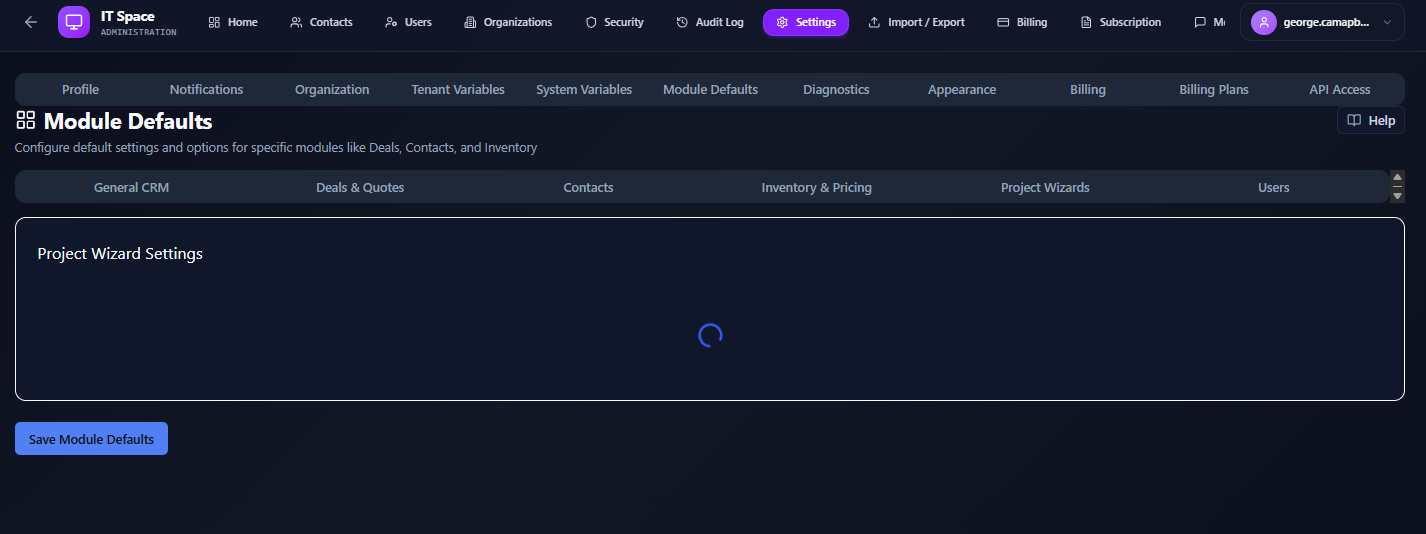 IT Space
ADMINISTRATION
Home
Contacts
Users
Organizations
Security
Audit Log
Settings
Import / Export
Billing
Subscription
george.camapb...
Profile
Notifications
Organization
Tenant Variables
System Variables
Module Defaults
Diagnostics
Appearance
Billing
Billing Plans
API Access
Module Defaults
Help
Configure default settings and options for specific modules like Deals, Contacts, and Inventory
General CRM
Deals & Quotes
Contacts
Inventory & Pricing
Project Wizards
Users
Project Wizard Settings
Save Module Defaults